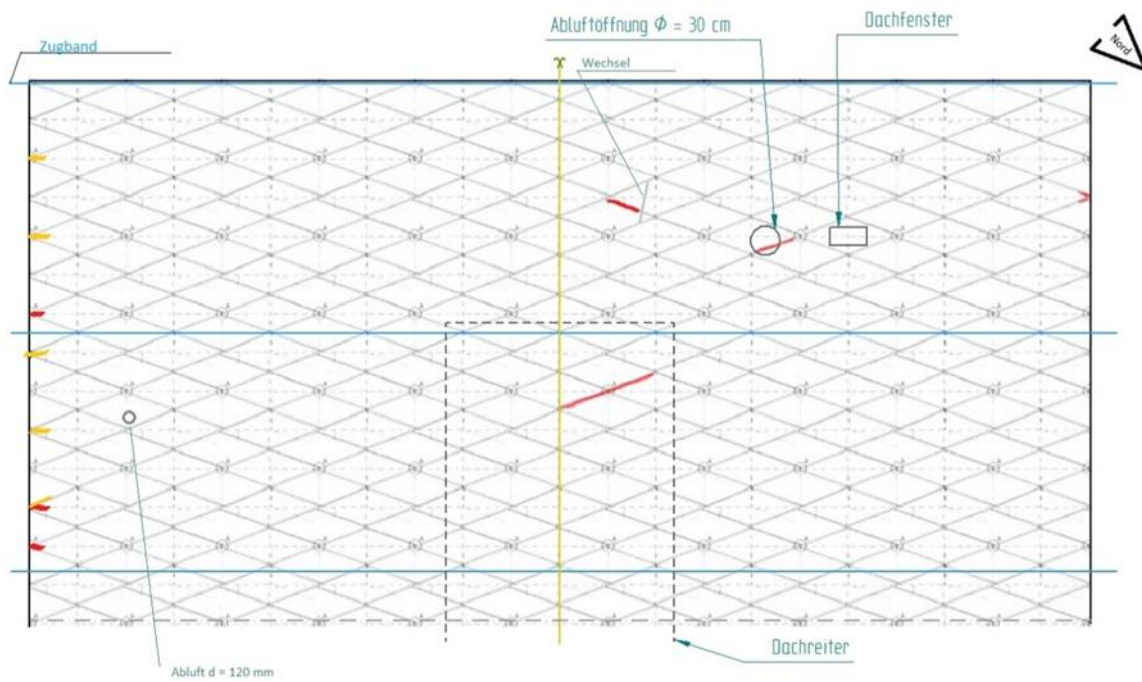 Abluftöffnung Φ = 30 cm
Dachfenster
Nord
Zugband
Wechsel
Dachreiter
Abluft d = 120 mm